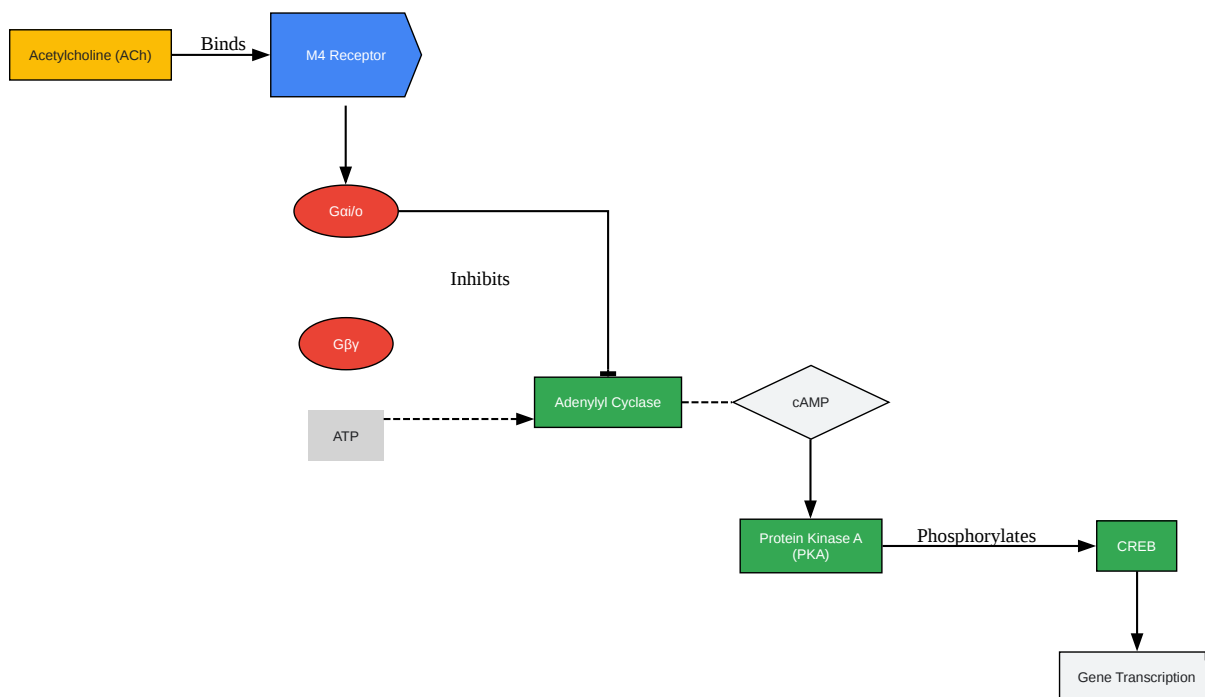 Acetylcholine (ACh)
Binds
M4 Receptor
Gαi/o
Inhibits
Gβγ
ATP
Adenylyl Cyclase
cAMP
Protein Kinase A
(PKA)
Phosphorylates
CREB
Gene Transcription